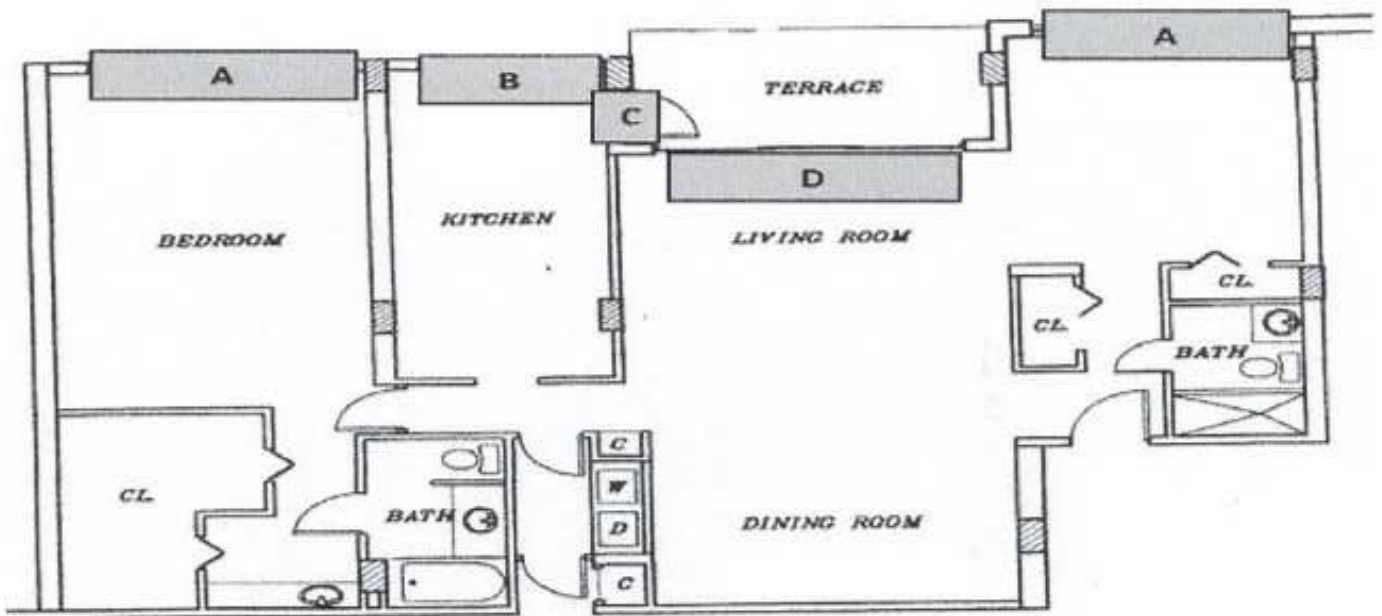 A
B
C
TERRACE
A
D
BEDROOM
KITCHEN
LIVING ROOM
CL.
CL.
BATH
C
W
D
C
CL.
BATH
DINING ROOM